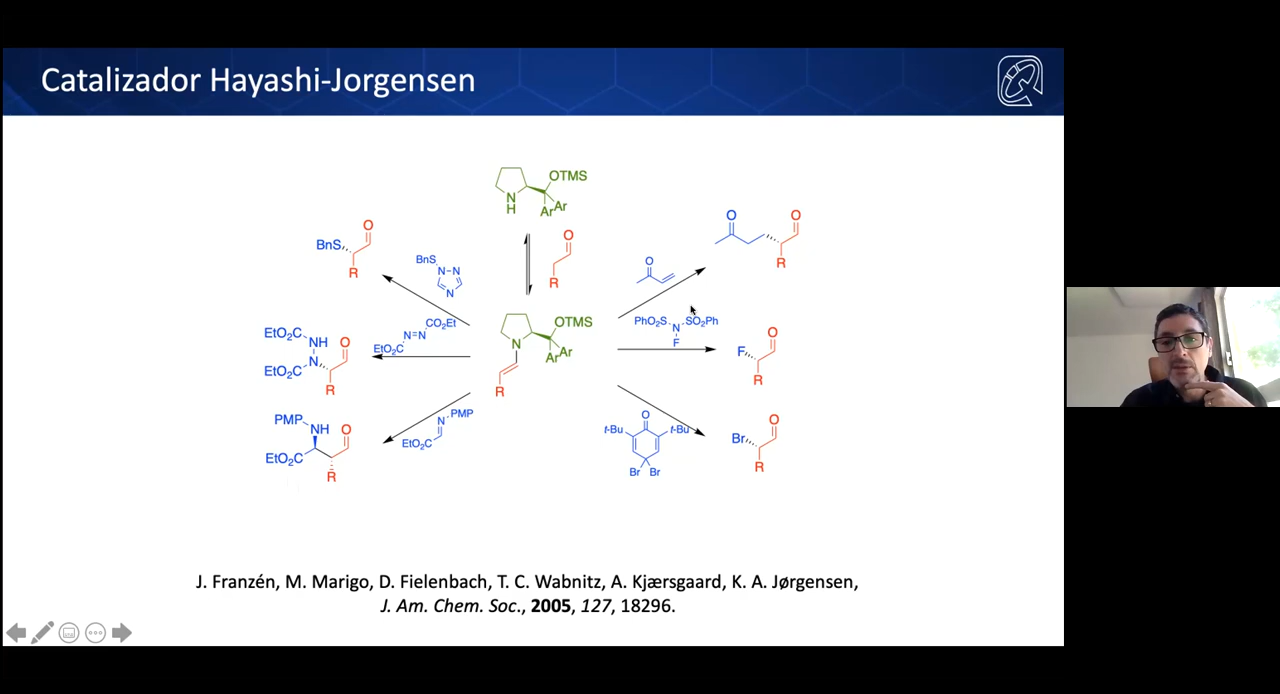 Catalizador Hayashi-Jorgensen
N
H
OTMS
Ar
Ar
BnS
O
R
BnS
N-N
N
O
R
O
O
O
R
EtO₂C
NH
EtO₂C
N
O
R
CO₂Et
N=N
EtO₂C
OTMS
N
Ar
Ar
R
PhO₂S
N
SO₂Ph
F
F
O
R
PMP
NH
EtO₂C
O
R
PMP
N
EtO₂C
O
t-Bu
t-Bu
Br Br
Br
O
R
J. Franzén, M. Marigo, D. Fielenbach, T. C. Wabnitz, A. Kjærsgaard, K. A. Jørgensen,
J. Am. Chem. Soc., 2005, 127, 18296.